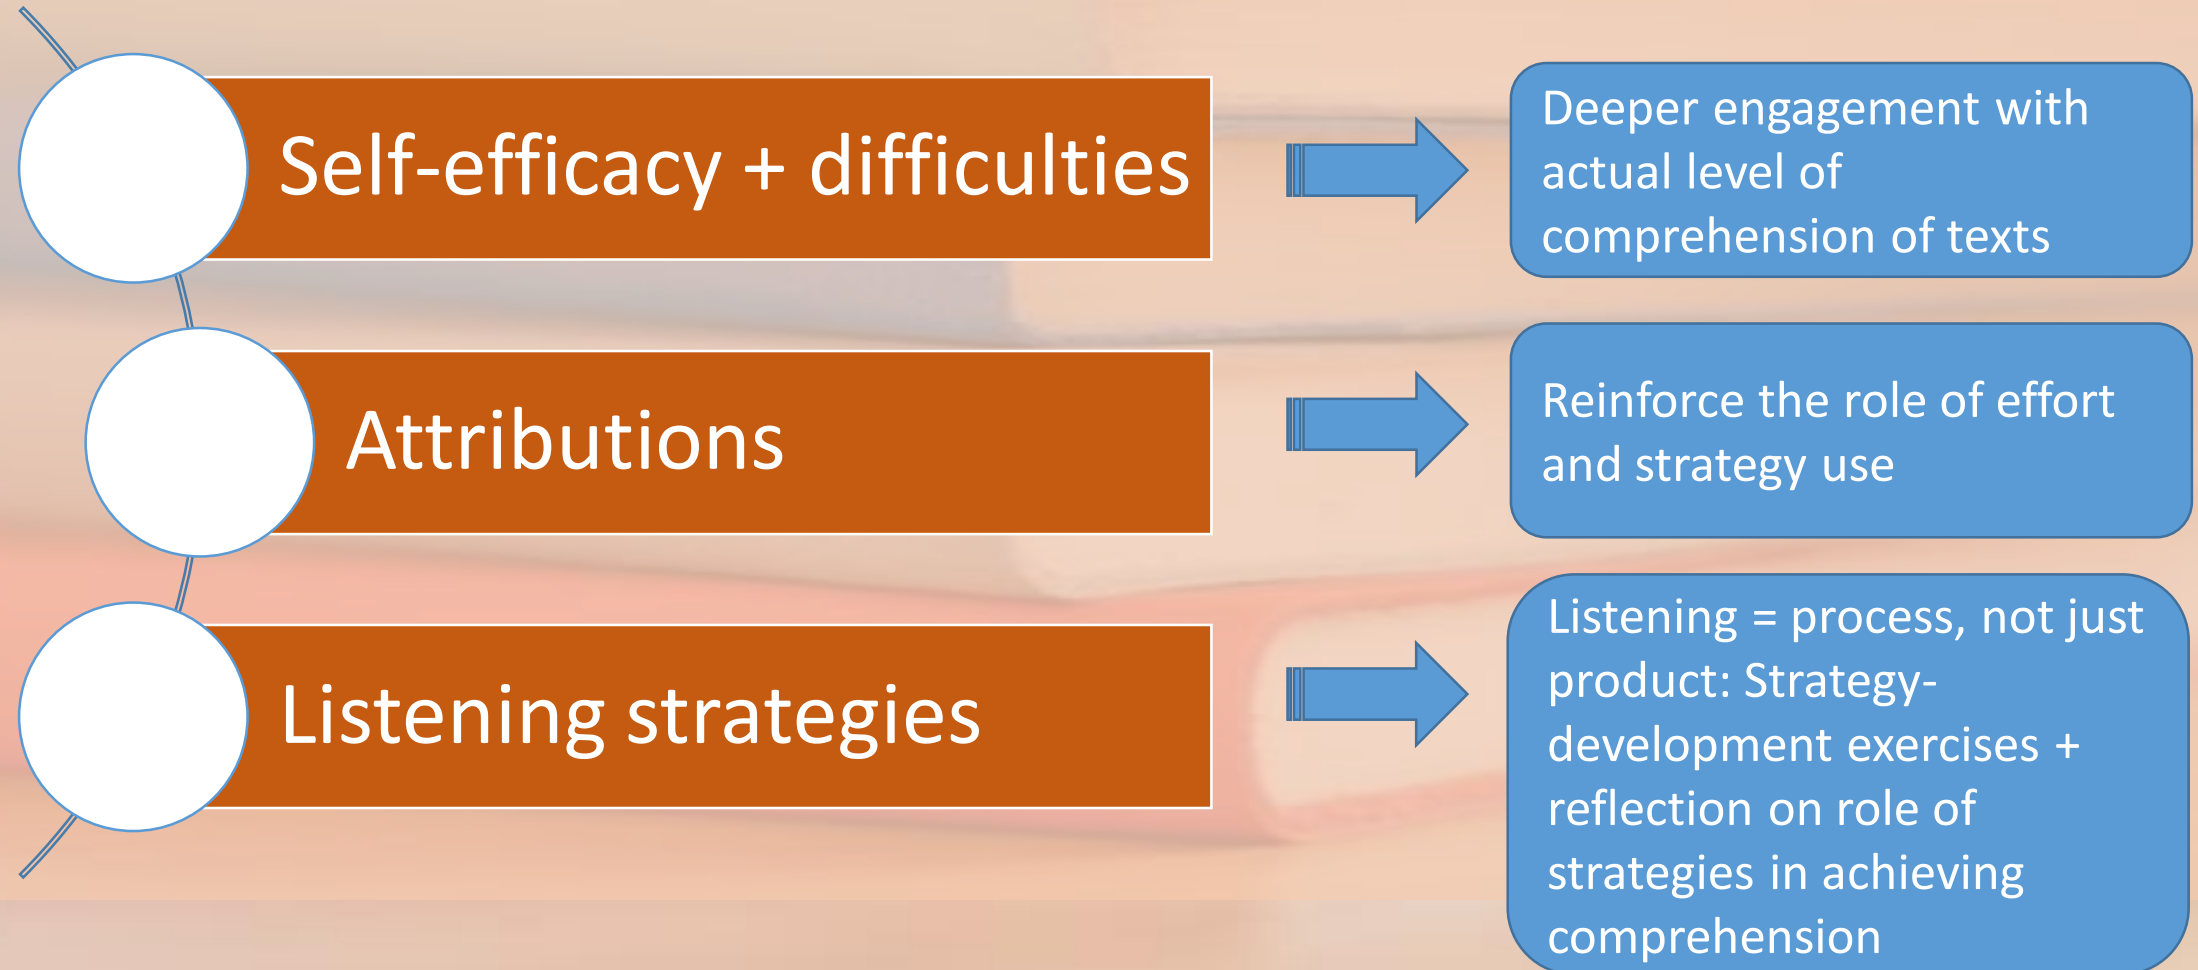 Self-efficacy + difficulties
Deeper engagement with
actual level of
comprehension of texts
Attributions
Reinforce the role of effort
and strategy use
Listening strategies
Listening = process, not just
product: Strategy-
development exercises +
reflection on role of
strategies in achieving
comprehension